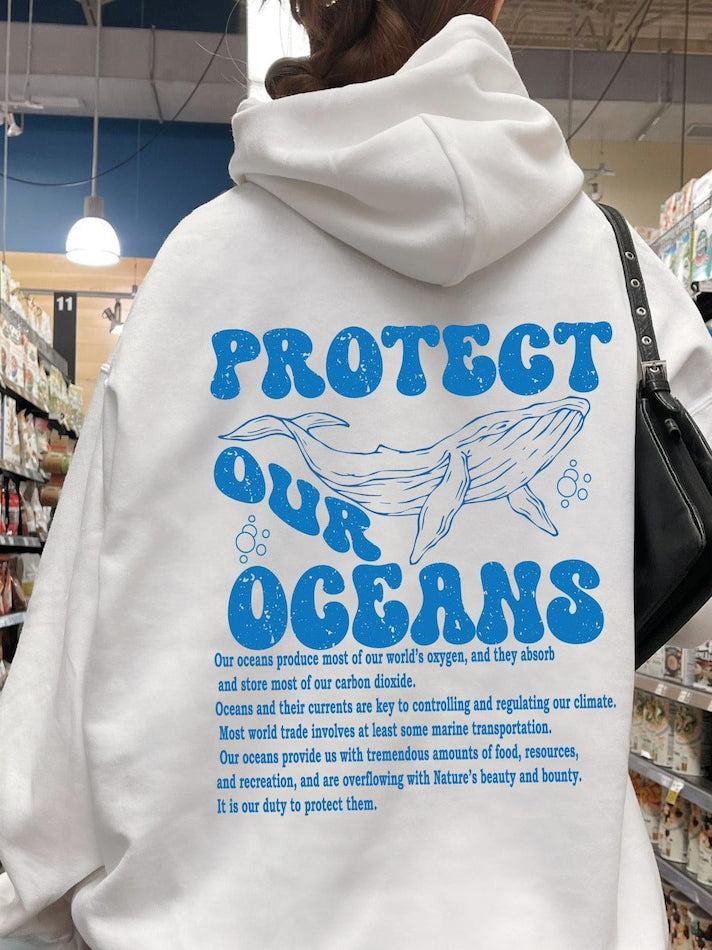 11
PROTECT
OUR
OCEANS
Our oceans produce most of our world's oxygen, and they absorb
and store most of our carbon dioxide.
Oceans and their currents are key to controlling and regulating our climate.
Most world trade involves at least some marine transportation.
Our oceans provide us with tremendous amounts of food, resources,
and recreation, and are overflowing with Nature's beauty and bounty.
It is our duty to protect them.